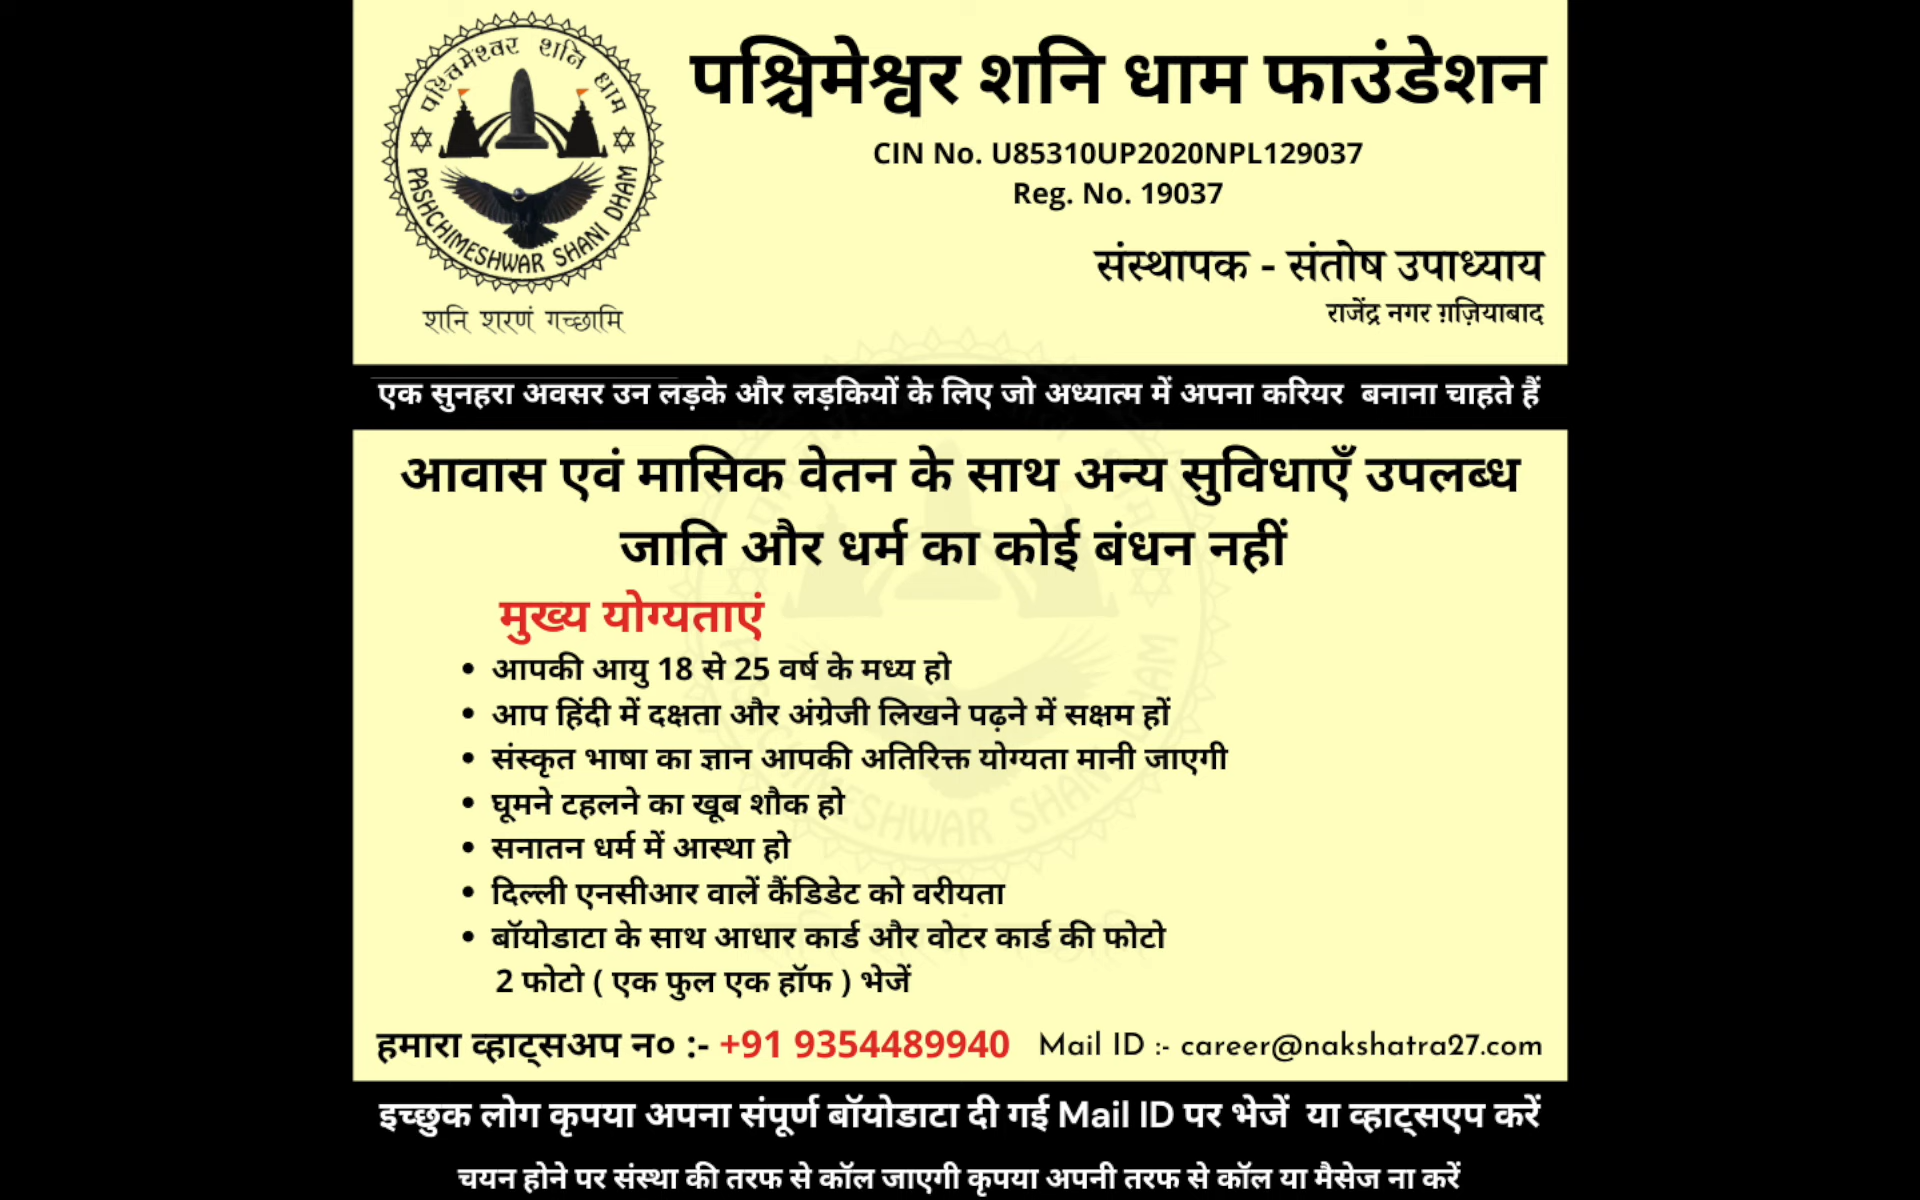 पश्चिमेश्वर शनि धाम
PASHCHIMESHWAR SHANI DHAM
शनि शरणं गच्छामि
पश्चिमेश्वर शनि धाम फाउंडेशन
CIN No. U85310UP2020NPL129037
Reg. No. 19037
संस्थापक - संतोष उपाध्याय
राजेंद्र नगर ग़ज़ियाबाद
एक सुनहरा अवसर उन लड़के और लड़कियों के लिए जो अध्यात्म में अपना करियर बनाना चाहते हैं
आवास एवं मासिक वेतन के साथ अन्य सुविधाएँ उपलब्ध
जाति और धर्म का कोई बंधन नहीं
मुख्य योग्यताएं
• आपकी आयु 18 से 25 वर्ष के मध्य हो
• आप हिंदी में दक्षता और अंग्रेजी लिखने पढ़ने में सक्षम हों
• संस्कृत भाषा का ज्ञान आपकी अतिरिक्त योग्यता मानी जाएगी
• घूमने टहलने का खूब शौक हो
• सनातन धर्म में आस्था हो
• दिल्ली एनसीआर वालें कैंडिडेट को वरीयता
• बॉयोडाटा के साथ आधार कार्ड और वोटर कार्ड की फोटो
2 फोटो ( एक फुल एक हॉफ ) भेजें
हमारा व्हाट्सअप न० :- +91 9354489940 Mail ID :- career@nakshatra27.com
इच्छुक लोग कृपया अपना संपूर्ण बॉयोडाटा दी गई Mail ID पर भेजें या व्हाट्सएप करें
चयन होने पर संस्था की तरफ से कॉल जाएगी कृपया अपनी तरफ से कॉल या मैसेज ना करें